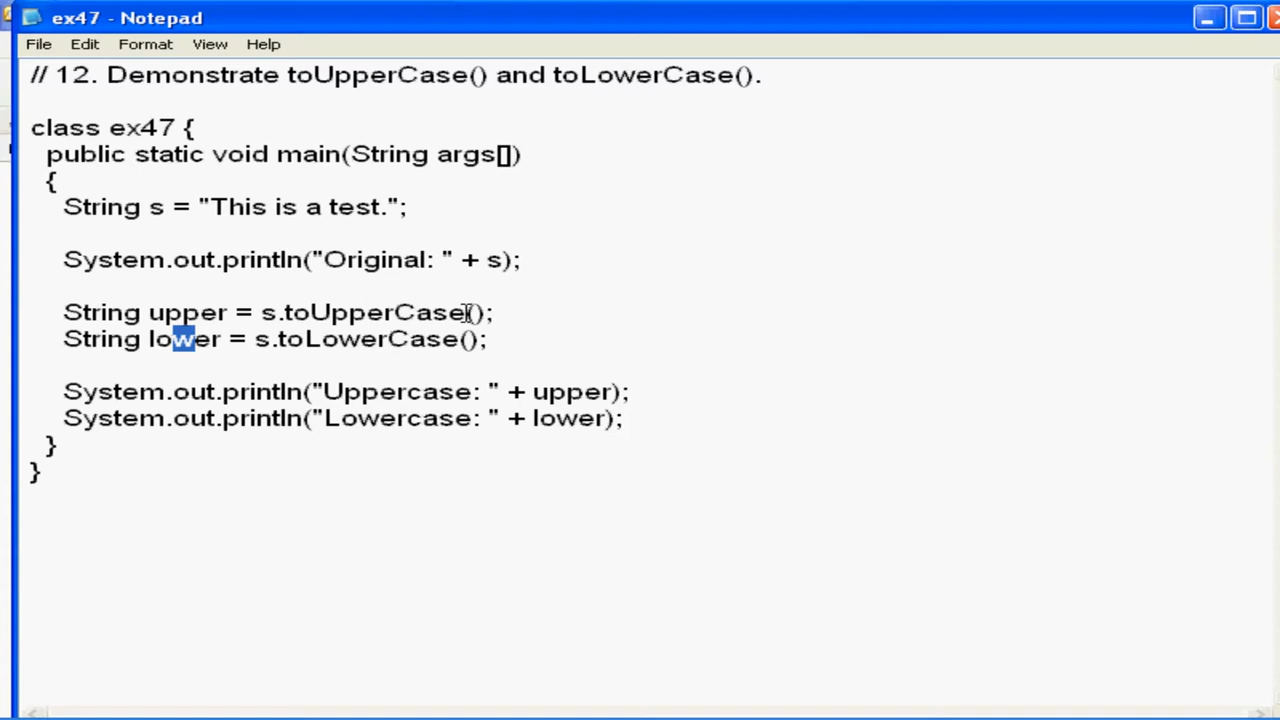 ex47 - Notepad
File Edit Format View Help
// 12. Demonstrate toUpperCase() and toLowerCase().
class ex47 {
public static void main(String args[])
{
String s = "This is a test.";
System.out.println("Original: " + s);
String upper = s.toUpperCase();
String lower = s.toLowerCase();
System.out.println("Uppercase: " + upper);
System.out.println("Lowercase: " + lower);
}
}